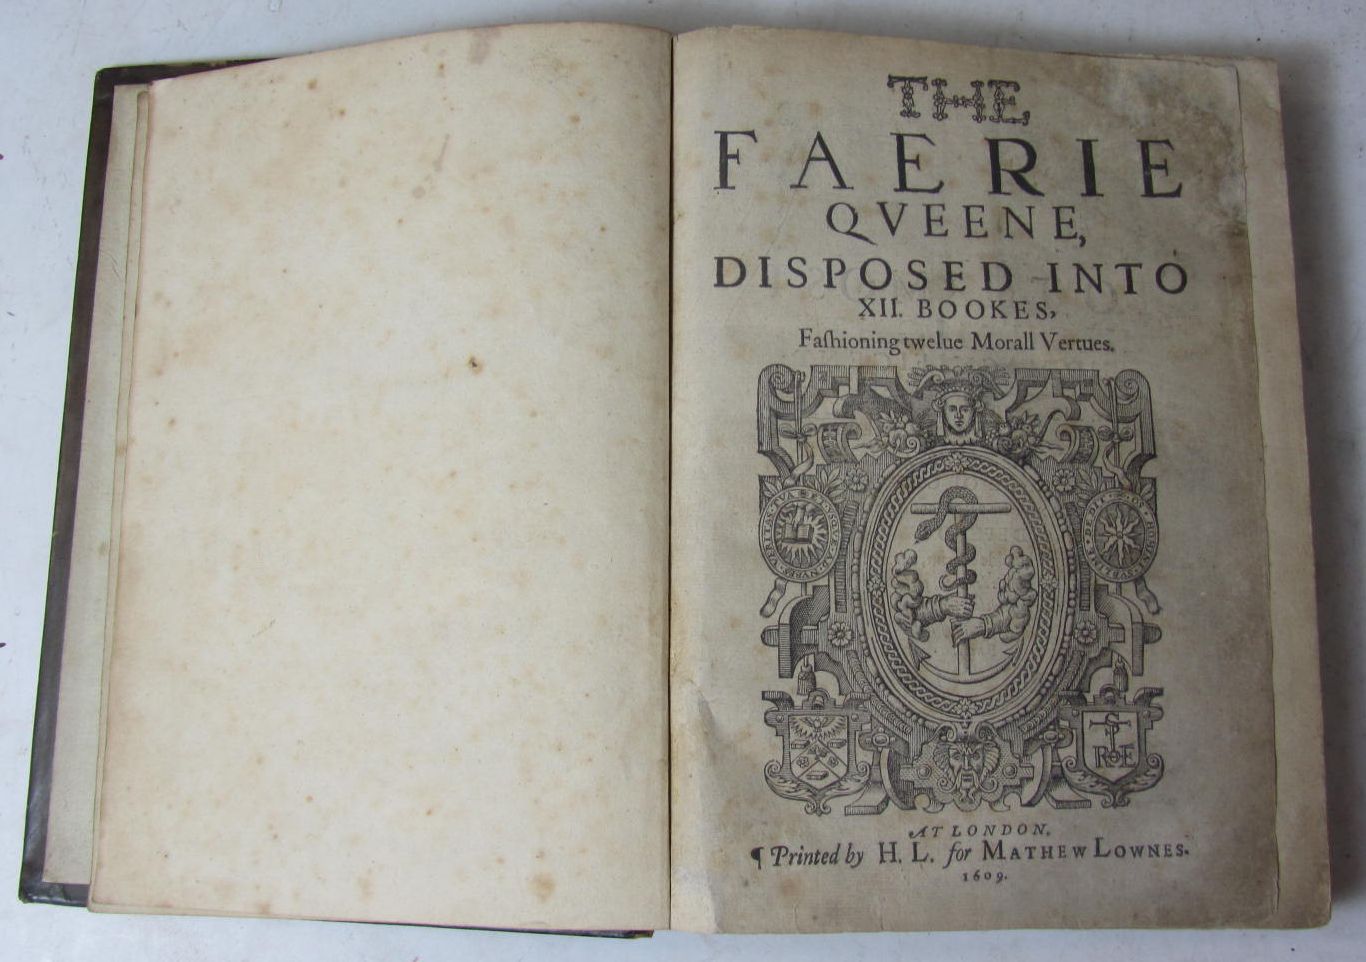 THE
FAERIE
QVEENE,
DISPOSED INTO
XII. BOOKES,
Faſhioning twelue Morall Vertues.
TS
R E
AT LONDON,
¶ Printed by H. L. for MATHEW LOWNES.
1609.